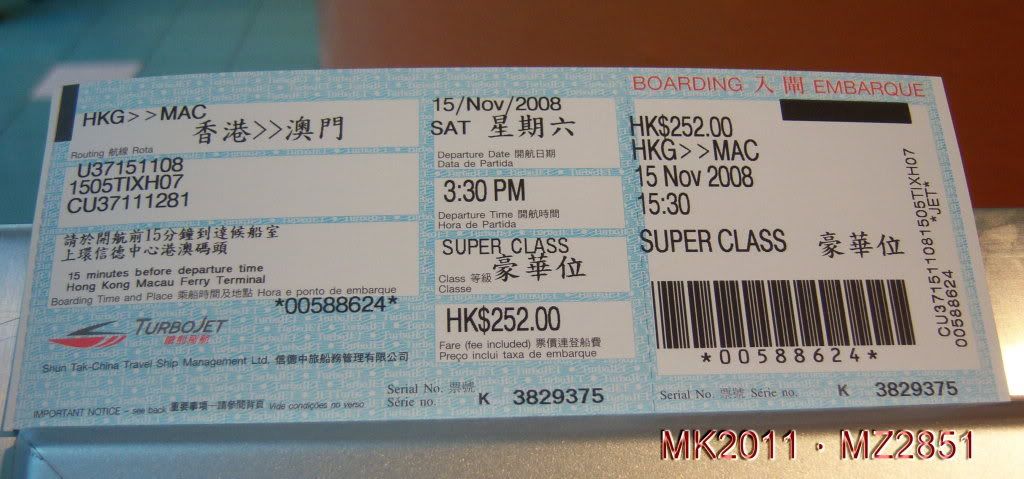 HKG>>MAC
香港>>澳門
Routing 航線 Rota
U37151108
1505TIXH07
CU37111281
請於開航前15分鐘到達候船室
上環信德中心港澳碼頭
15 minutes before departure time
Hong Kong Macau Ferry Terminal
Boarding Time and Place 乘船時間及地點 Hora e ponto de embarque
*00588624*
TURBOJET
噴射飛航
Shun Tak-China Travel Ship Management Ltd. 信德中旅船務管理有限公司
IMPORTANT NOTICE – see back 重要事項—請參閱背頁 Vide condições no verso
15/Nov/2008
SAT 星期六
Departure Date 開航日期
Data de Partida
3:30 PM
Departure Time 開航時間
Hora de Partida
SUPER CLASS
豪華位
Class 等級
Classe
HK$252.00
Fare (fee included) 票價連登船費
Preço inclui taxa de embarque
Serial No. 票號
Série no.
K 3829375
BOARDING 入閘 EMBARQUE
HK$252.00
HKG>>MAC
15 Nov 2008
15:30
SUPER CLASS 豪華位
*00588624*
CU371511081505TIXH07
00588624 *JET*
Serial No. 票號 Série no. K 3829375
MK2011 · MZ2851